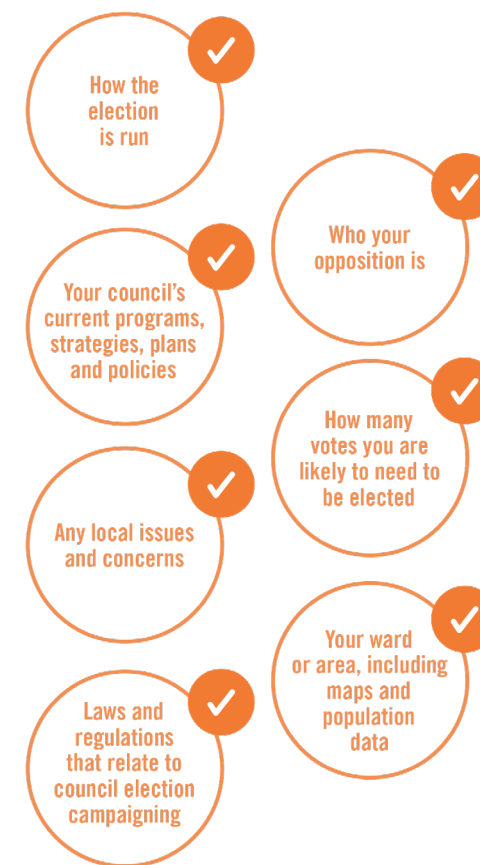 How the
election
is run
Who your
opposition is
Your council’s
current programs,
strategies, plans
and policies
How many
votes you are
likely to need to
be elected
Any local issues
and concerns
Your ward
or area, including
maps and
population
data
Laws and
regulations
that relate to
council election
campaigning